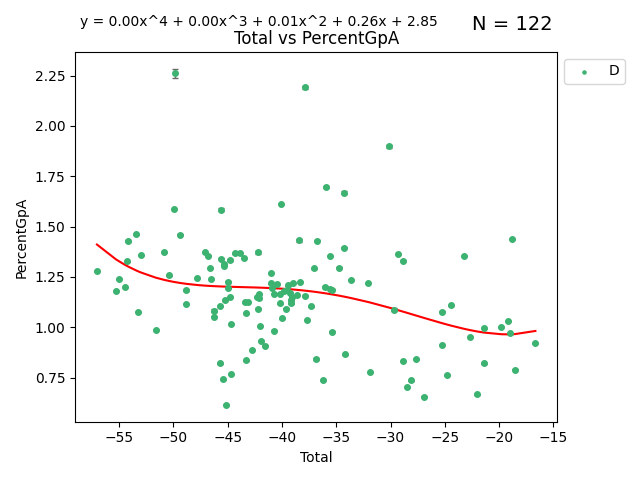 y = 0.00x^4 + 0.00x^3 + 0.01x^2 + 0.26x + 2.85
N = 122
Total vs PercentGpA
D
2.25
2.00
1.75
1.50
1.25
1.00
0.75
PercentGpA
−55 −50 −45 −40 −35 −30 −25 −20 −15
Total